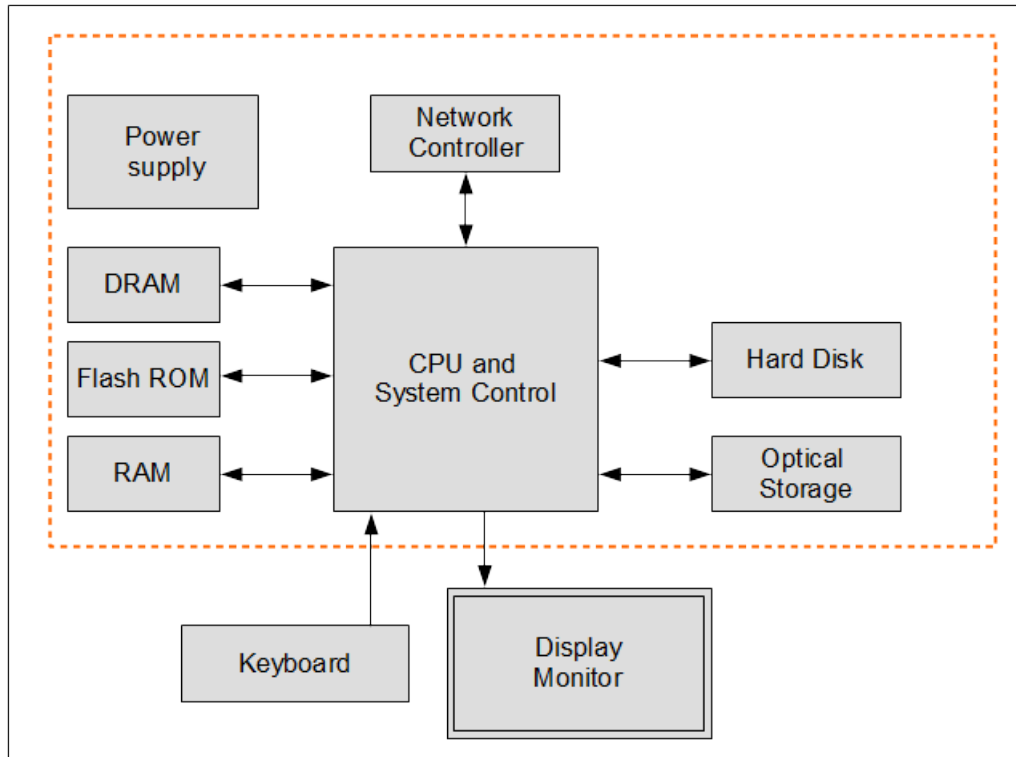 Power
supply
Network
Controller
DRAM
Flash ROM
RAM
CPU and
System Control
Hard Disk
Optical
Storage
Keyboard
Display
Monitor